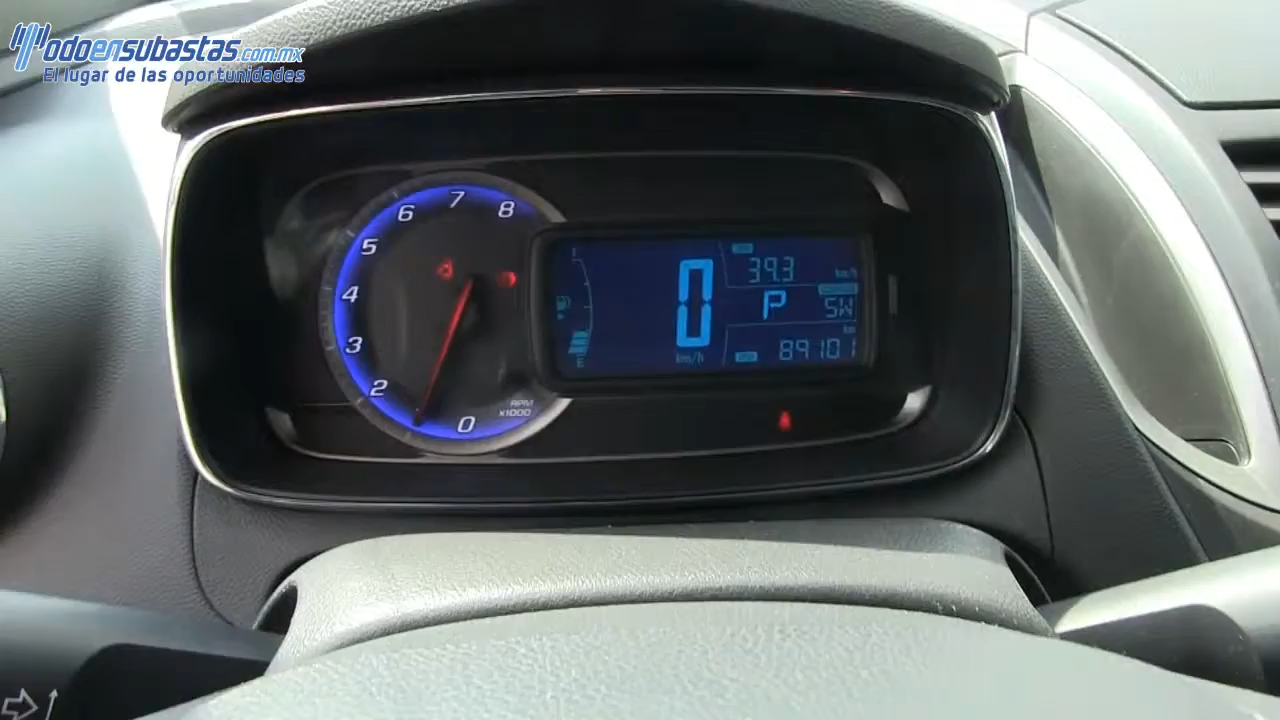 Todoensubastas.com.mx
El lugar de las oportunidades
8
7
6
5
4
3
2
0
RPM
x1000
39.3
km/h
P
SW
0
km/h
km
89101
E